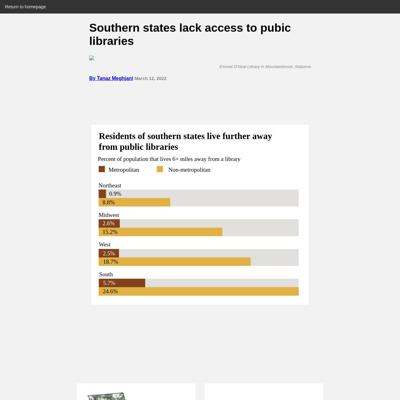 Return to homepage
Southern states lack access to pubic
libraries
Emmet O'Neal Library in Mountainbrook, Alabama
By Tanaz Meghjani March 12, 2022
Residents of southern states live further away
from public libraries
Percent of population that lives 6+ miles away from a library
Metropolitan Non-metropolitan
Northeast
0.9%
8.8%
Midwest
2.6%
15.2%
West
2.5%
18.7%
South
5.7%
24.6%